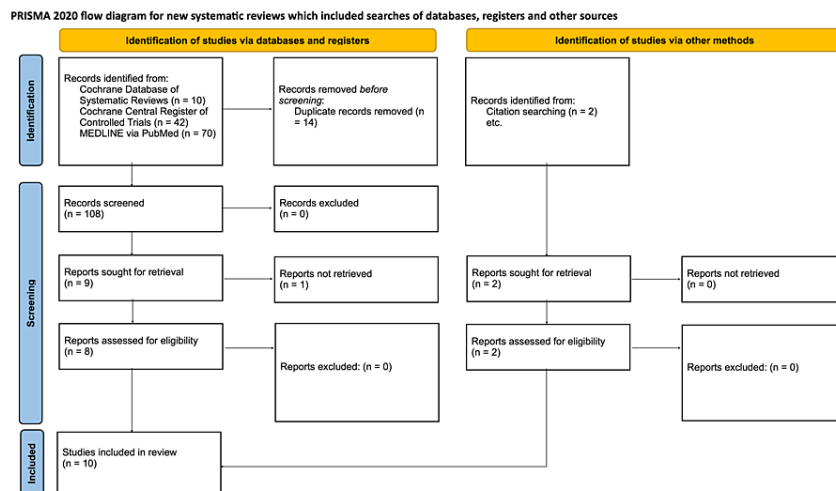 PRISMA 2020 flow diagram for new systematic reviews which included searches of databases, registers and other sources
Identification of studies via databases and registers
Identification of studies via other methods
Identification
Records identified from:
Cochrane Database of
Systematic Reviews (n = 10)
Cochrane Central Register of
Controlled Trials (n = 42)
MEDLINE via PubMed (n = 70)
Records removed before
screening:
Duplicate records removed (n
= 14)
Records identified from:
Citation searching (n = 2)
etc.
Screening
Records screened
(n = 108)
Records excluded
(n = 0)
Reports sought for retrieval
(n = 9)
Reports not retrieved
(n = 1)
Reports sought for retrieval
(n = 2)
Reports not retrieved
(n = 0)
Reports assessed for eligibility
(n = 8)
Reports excluded: (n = 0)
Reports assessed for eligibility
(n = 2)
Reports excluded: (n = 0)
Included
Studies included in review
(n = 10)